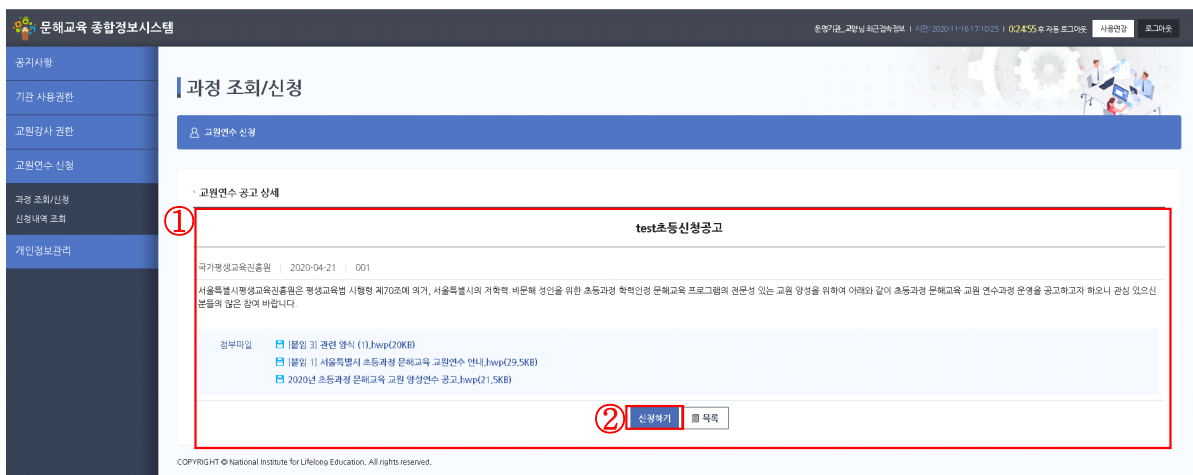 문해교육 종합정보시스템
운영기관_교양님 최근접속정보 | 시간: 2020-11-16 17:10:25 | 0:24:55 후 자동 로그아웃 사용연장 로그아웃
공지사항
기관 사용권한
교원강사 권한
교원연수 신청
과정 조회/신청
신청내역 조회
개인정보관리
과정 조회/신청
교원연수 신청
교원연수 공고 상세
①
test초등신청공고
국가평생교육진흥원 | 2020-04-21 | 001
서울특별시평생교육진흥원은 평생교육법 시행령 제70조에 의거, 서울특별시의 저학력 비문해 성인을 위한 초등과정 학력인정 문해교육 프로그램의 전문성 있는 교원 양성을 위하여 아래와 같이 초등과정 문해교육 교원 연수과정 운영을 공고하고자 하오니 관심 있으신
분들의 많은 참여 바랍니다.
첨부파일 [붙임 3] 관련 양식 (1).hwp(20KB)
[붙임 1] 서울특별시 초등과정 문해교육 교원연수 안내.hwp(29.5KB)
2020년 초등과정 문해교육 교원 양성연수 공고.hwp(21.5KB)
② 신청하기 목록
COPYRIGHT © National Institute for Lifelong Education. All rights reserved.